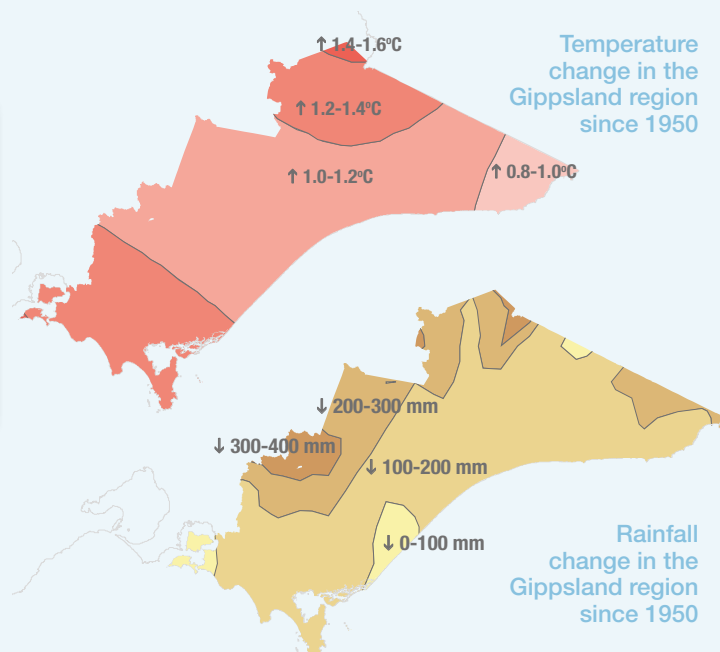 ↑ 1.4-1.6ºC
Temperature
change in the
Gippsland region
since 1950
↑ 1.2-1.4ºC
↑ 1.0-1.2ºC
↑ 0.8-1.0ºC
↓ 200-300 mm
↓ 300-400 mm
↓ 100-200 mm
↓ 0-100 mm
Rainfall
change in the
Gippsland region
since 1950